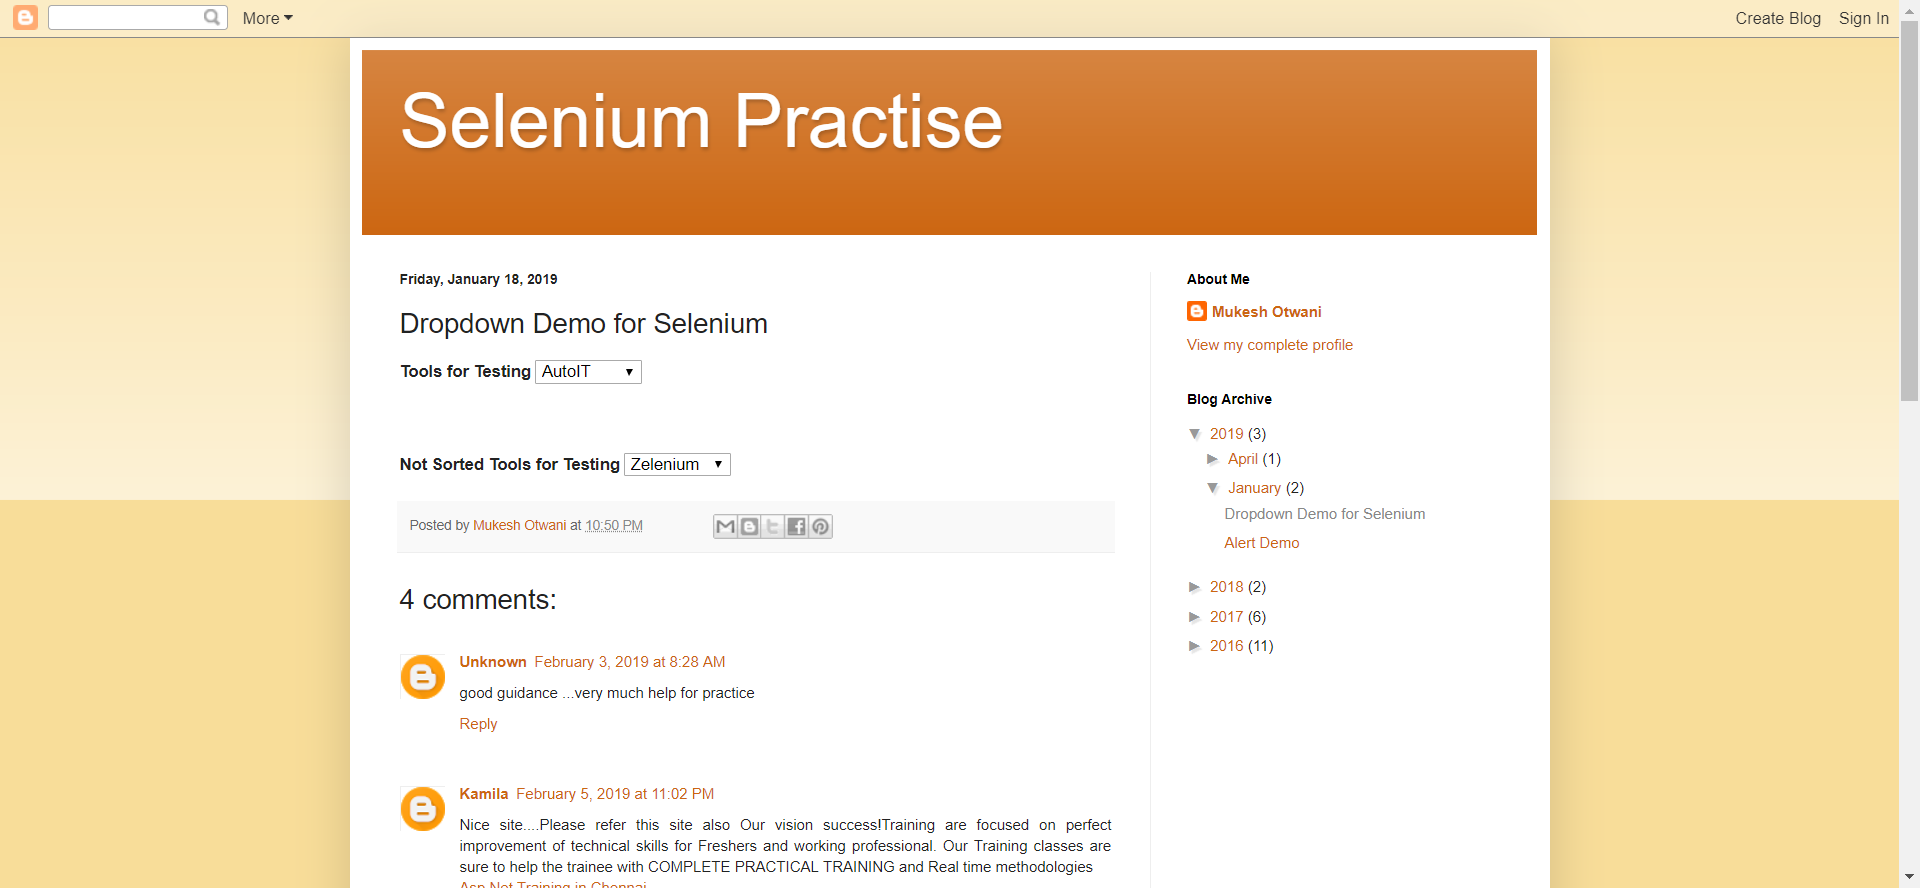 More
Create Blog Sign In
Selenium Practise
Friday, January 18, 2019
Dropdown Demo for Selenium
Tools for Testing AutoIT
Not Sorted Tools for Testing Zelenium
Posted by Mukesh Otwani at 10:50 PM
4 comments:
Unknown February 3, 2019 at 8:28 AM
good guidance ...very much help for practice
Reply
Kamila February 5, 2019 at 11:02 PM
Nice site....Please refer this site also Our vision success!Training are focused on perfect
improvement of technical skills for Freshers and working professional. Our Training classes are
sure to help the trainee with COMPLETE PRACTICAL TRAINING and Real time methodologies
Asp Net Training in Chennai
About Me
Mukesh Otwani
View my complete profile
Blog Archive
▼ 2019 (3)
► April (1)
▼ January (2)
Dropdown Demo for Selenium
Alert Demo
► 2018 (2)
► 2017 (6)
► 2016 (11)